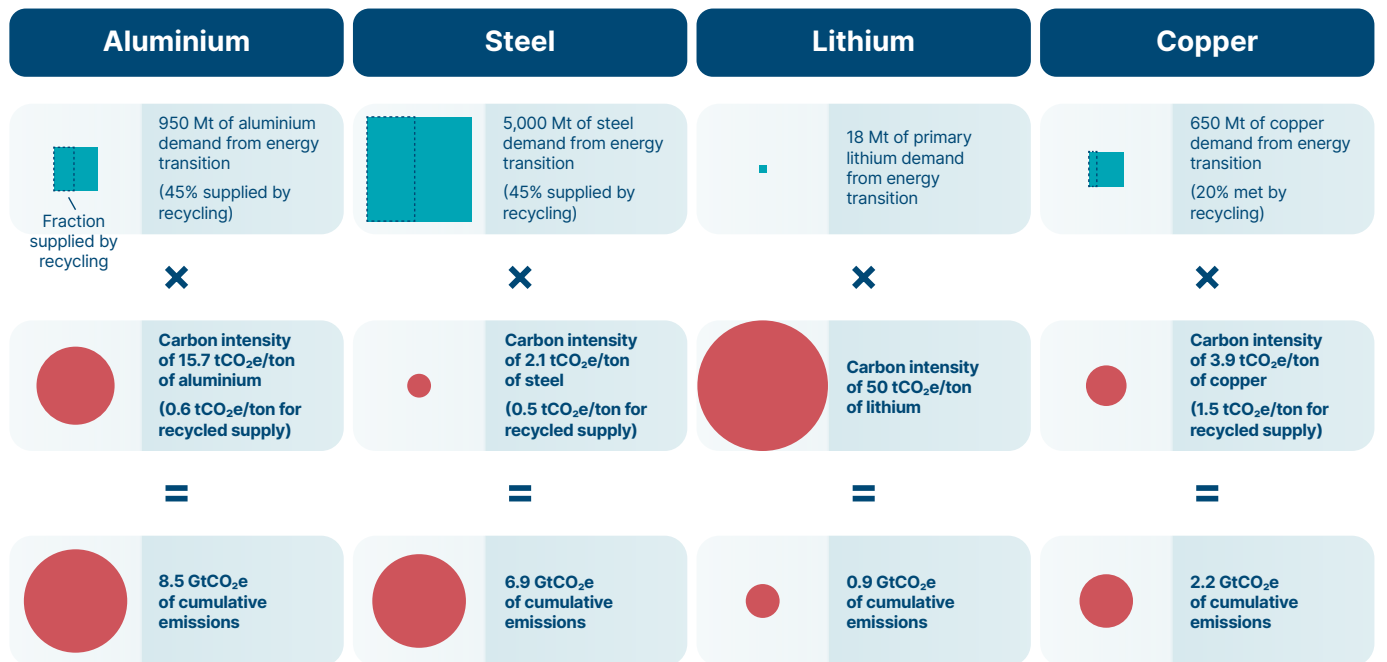 Aluminium
Steel
Lithium
Copper
950 Mt of aluminium
demand from energy
transition
(45% supplied by
recycling)
Fraction
supplied by
recycling
5,000 Mt of steel
demand from energy
transition
(45% supplied by
recycling)
18 Mt of primary
lithium demand
from energy
transition
650 Mt of copper
demand from energy
transition
(20% met by
recycling)
×
×
×
×
Carbon intensity
of 15.7 tCO₂e/ton
of aluminium
(0.6 tCO₂e/ton for
recycled supply)
Carbon intensity
of 2.1 tCO₂e/ton
of steel
(0.5 tCO₂e/ton for
recycled supply)
Carbon intensity
of 50 tCO₂e/ton
of lithium
Carbon intensity
of 3.9 tCO₂e/ton
of copper
(1.5 tCO₂e/ton for
recycled supply)
=
=
=
=
8.5 GtCO₂e
of cumulative
emissions
6.9 GtCO₂e
of cumulative
emissions
0.9 GtCO₂e
of cumulative
emissions
2.2 GtCO₂e
of cumulative
emissions